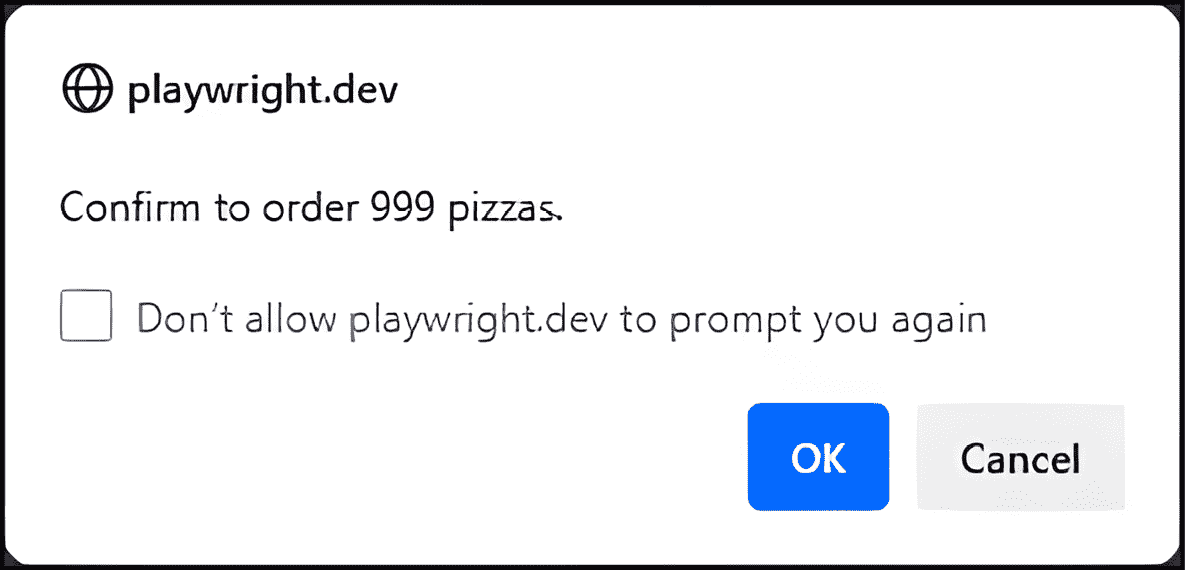 playwright.dev
Confirm to order 999 pizzas.
Don't allow playwright.dev to prompt you again
OK
Cancel